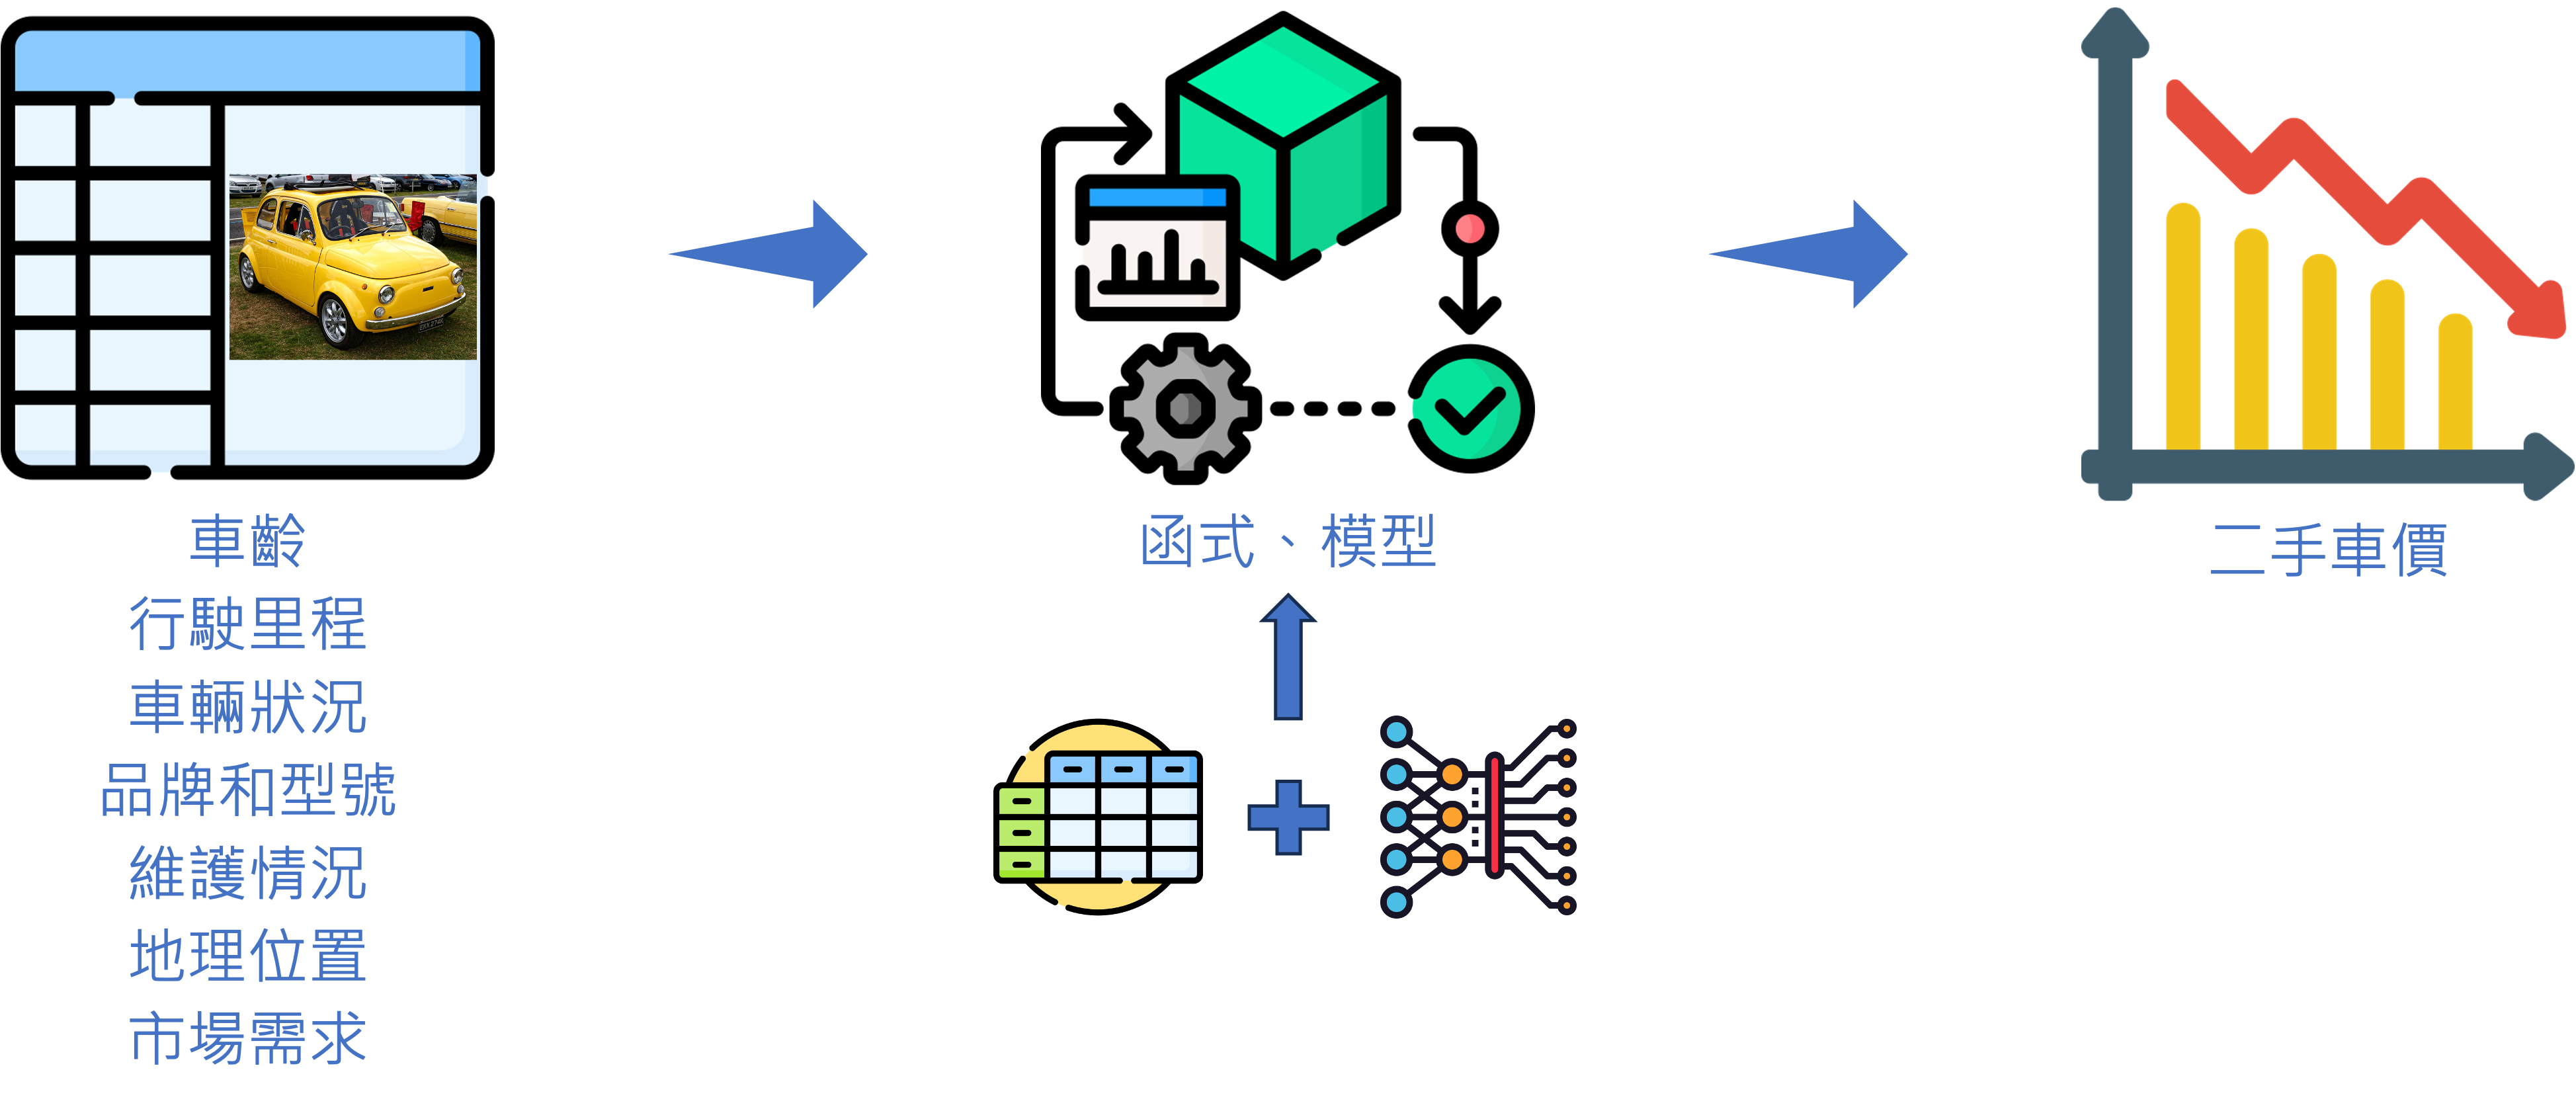 車齡
行駛里程
車輛狀況
品牌和型號
維護情況
地理位置
市場需求
函式、模型
二手車價